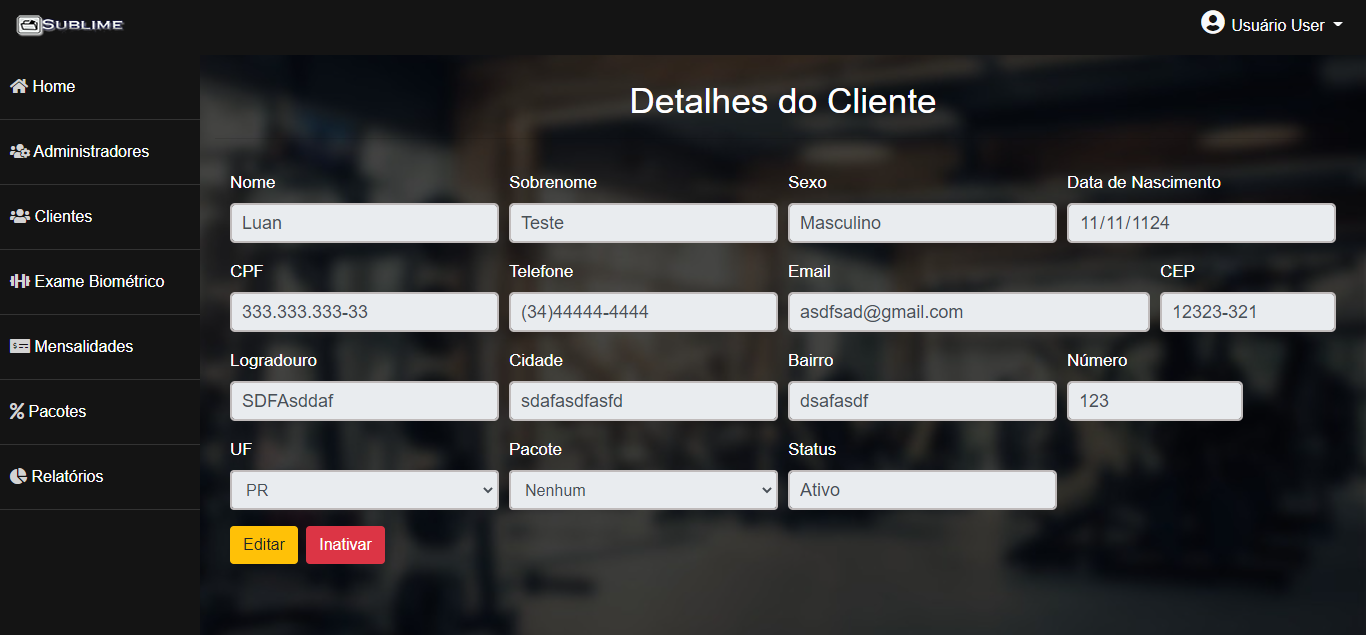 SUBLIME
Usuário User
Home
Administradores
Clientes
Exame Biométrico
Mensalidades
Pacotes
Relatórios
Detalhes do Cliente
Nome Sobrenome Sexo Data de Nascimento
Luan Teste Masculino 11/11/1124
CPF Telefone Email CEP
333.333.333-33 (34)44444-4444 asdfsad@gmail.com 12323-321
Logradouro Cidade Bairro Número
SDFAsddaf sdafasdfasfd dsafasdf 123
UF Pacote Status
PR Nenhum Ativo
Editar Inativar